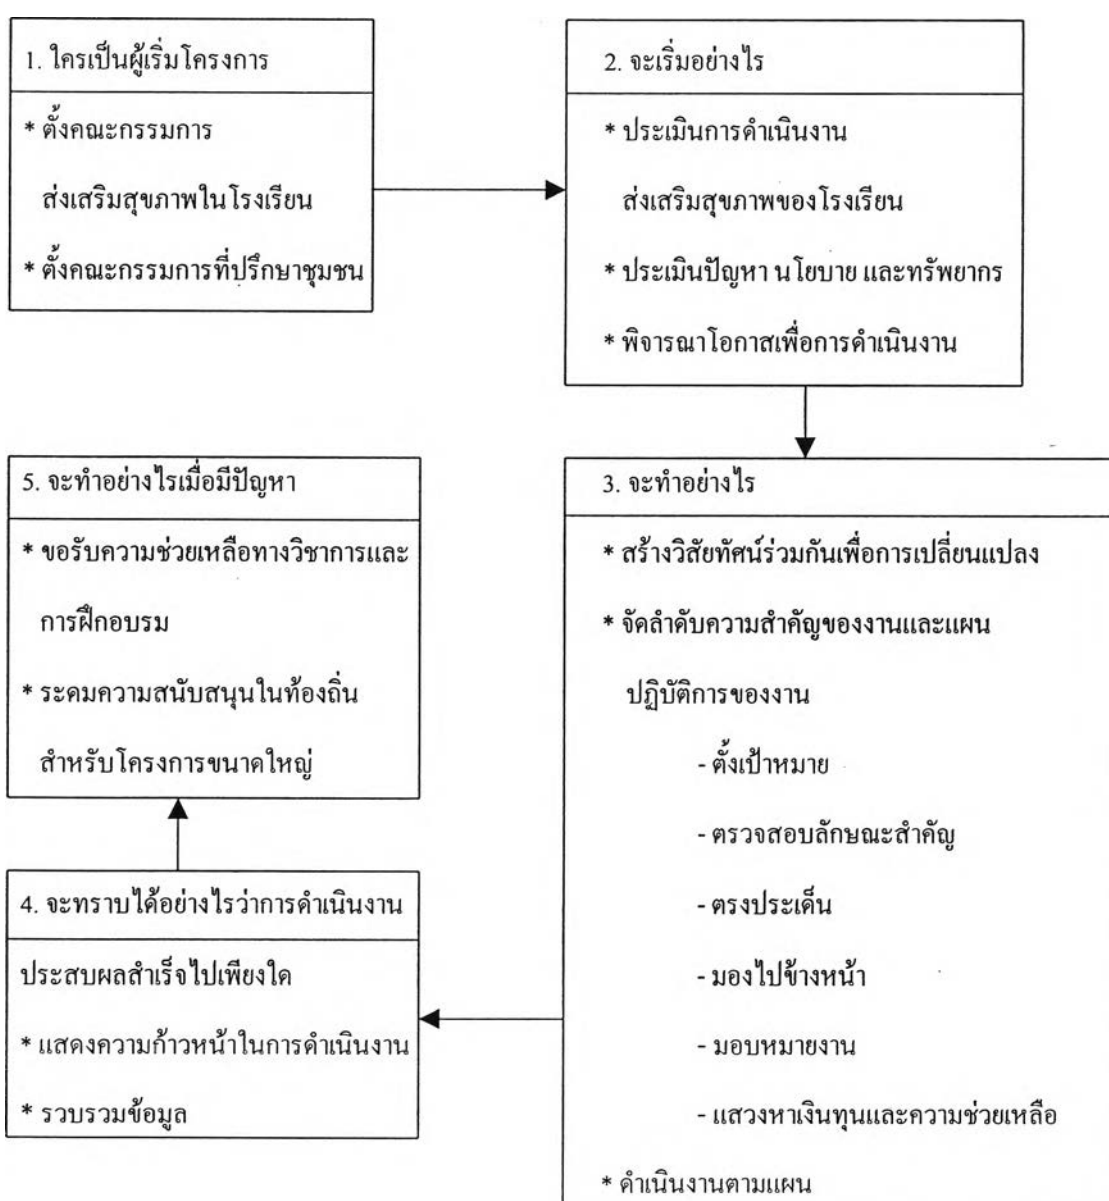 1. ใครเป็นผู้เริ่มโครงการ
* ตั้งคณะกรรมการ
ส่งเสริมสุขภาพในโรงเรียน
* ตั้งคณะกรรมการที่ปรึกษาชุมชน
2. จะเริ่มอย่างไร
* ประเมินการดำเนินงาน
ส่งเสริมสุขภาพของโรงเรียน
* ประเมินปัญหา นโยบาย และทรัพยากร
* พิจารณาโอกาสเพื่อการดำเนินงาน
3. จะทำอย่างไร
* สร้างวิสัยทัศน์ร่วมกันเพื่อการเปลี่ยนแปลง
* จัดลำดับความสำคัญของงานและแผน
ปฏิบัติการของงาน
- ตั้งเป้าหมาย
- ตรวจสอบลักษณะสำคัญ
- ตรงประเด็น
- มองไปข้างหน้า
- มอบหมายงาน
- แสวงหาเงินทุนและความช่วยเหลือ
* ดำเนินงานตามแผน
4. จะทราบได้อย่างไรว่าการดำเนินงาน
ประสบผลสำเร็จไปเพียงใด
* แสดงความก้าวหน้าในการดำเนินงาน
* รวบรวมข้อมูล
5. จะทำอย่างไรเมื่อมีปัญหา
* ขอรับความช่วยเหลือทางวิชาการและ
การฝึกอบรม
* ระดมความสนับสนุนในท้องถิ่น
สำหรับโครงการขนาดใหญ่